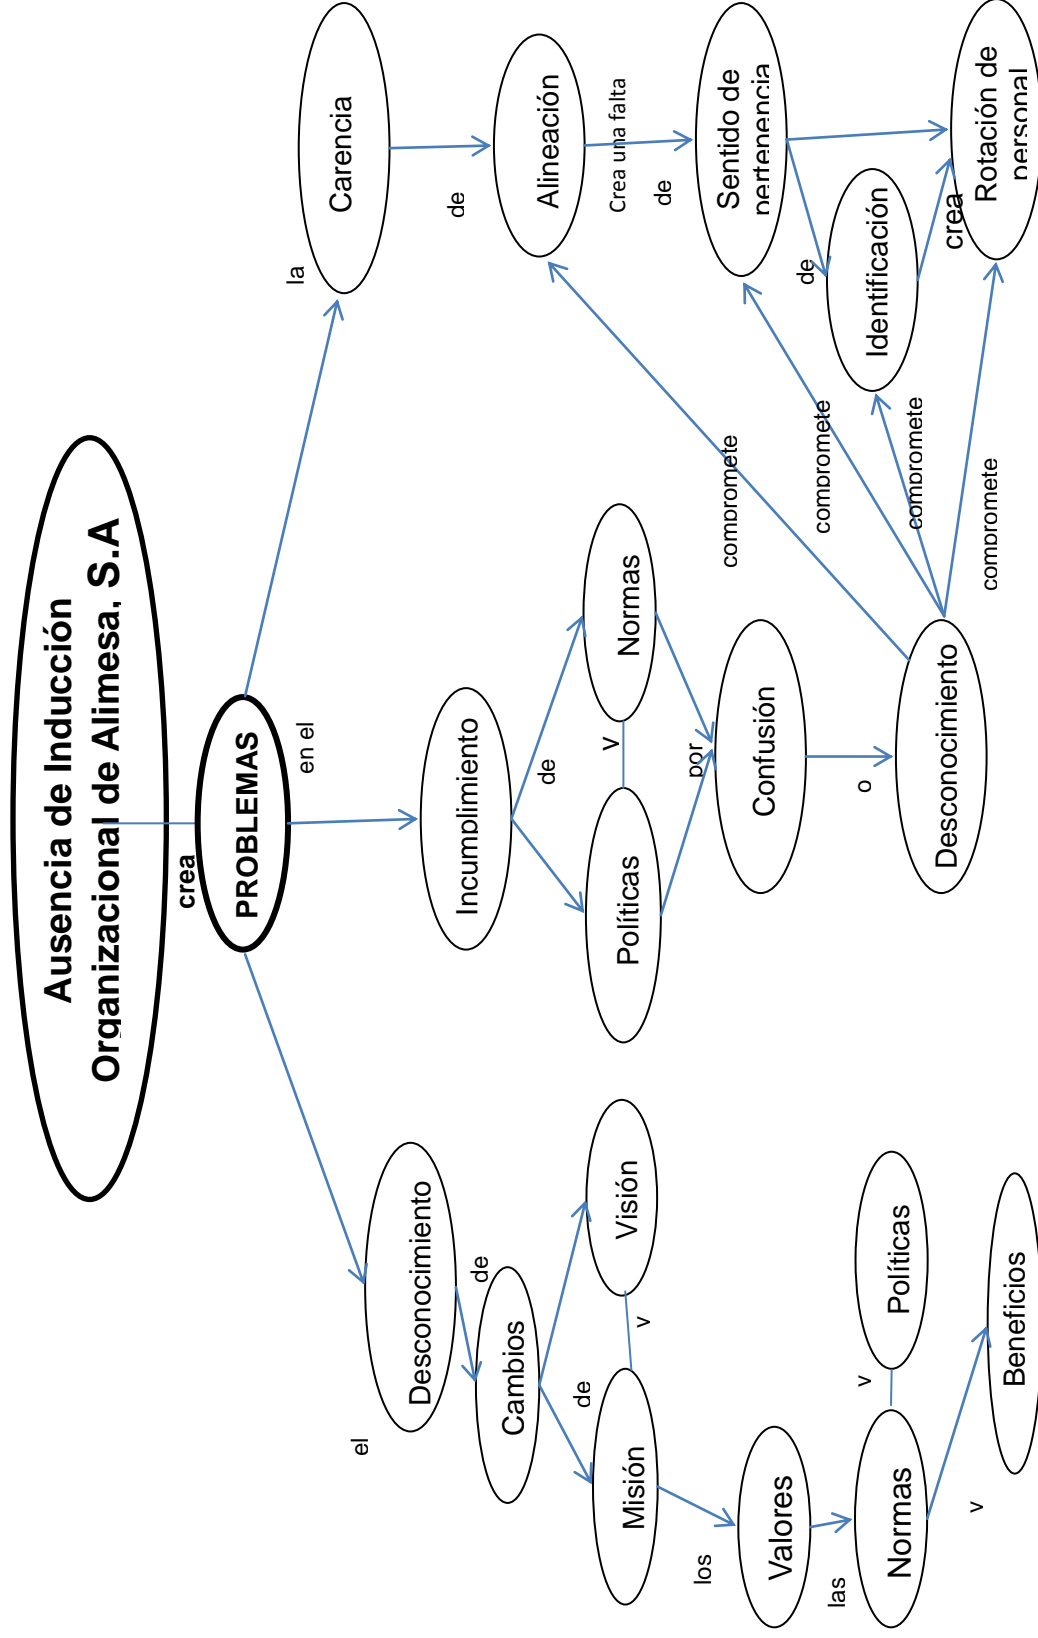 Ausencia de Inducción
Organizacional de Alimesa, S.A
crea
PROBLEMAS
el
en el
la
Desconocimiento
de
Cambios
de
Misión
y
Visión
los
Valores
las
Normas
y
Políticas
y
Beneficios
Incumplimiento
de
Políticas
y
Normas
por
Confusión
o
Desconocimiento
compromete
compromete
compromete
compromete
Carencia
de
Alineación
Crea una falta
de
Sentido de
pertenencia
de
Identificación
crea
Rotación de
personal